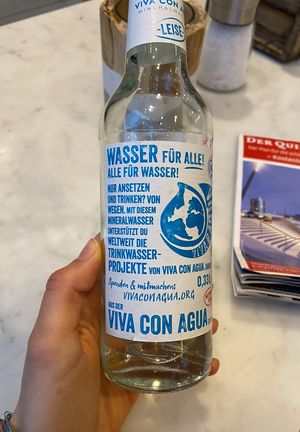 VIVA CON A
MINERALWA
-LEISE
WASSER FÜR ALLE!
ALLE FÜR WASSER!
NUR ANSETZEN
UND TRINKEN? VON
WEGEN. MIT DIESEM
MINERALWASSER
UNTERSTÜTZT DU
WELTWEIT DIE
TRINKWASSER-
PROJEKTE VON VIVA CON AGUA.
Spenden & mitmachen:
VIVACONAGUA.ORG
0,33
AUS DER
VIVA CON AGUA
DER QUI